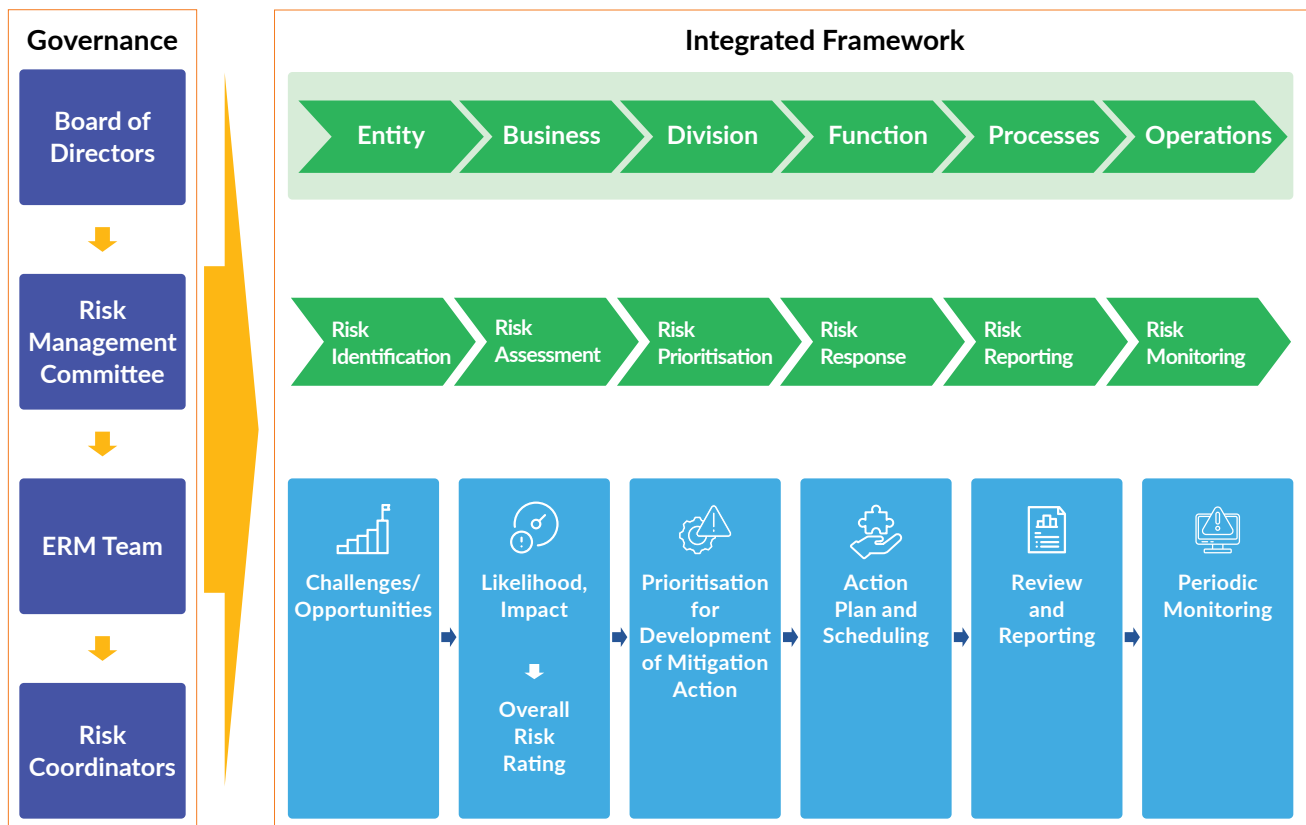 Governance
Board of
Directors
Risk
Management
Committee
ERM Team
Risk
Coordinators
Integrated Framework
Entity
Business
Division
Function
Processes
Operations
Risk
Identification
Risk
Assessment
Risk
Prioritisation
Risk
Response
Risk
Reporting
Risk
Monitoring
Challenges/
Opportunities
Likelihood,
Impact
Overall
Risk
Rating
Prioritisation
for
Development
of Mitigation
Action
Action
Plan and
Scheduling
Review
and
Reporting
Periodic
Monitoring